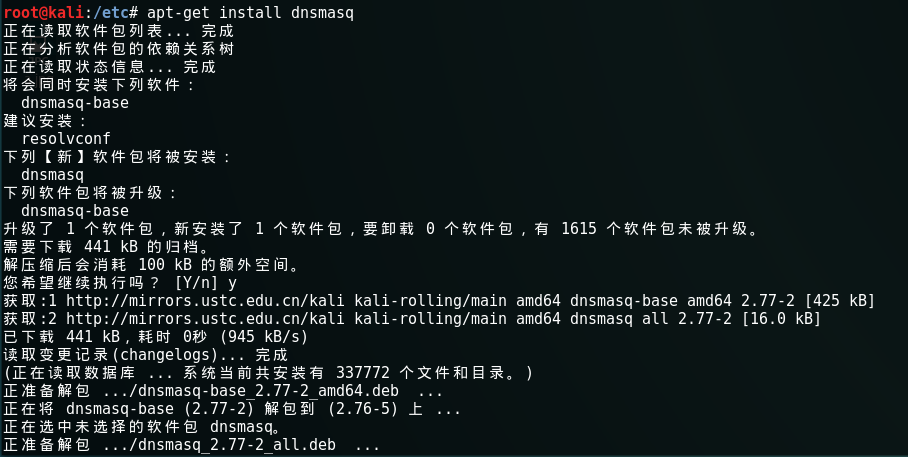 root@kali:/etc# apt-get install dnsmasq
正在读取软件包列表... 完成
正在分析软件包的依赖关系树
正在读取状态信息... 完成
将会同时安装下列软件：
  dnsmasq-base
建议安装：
  resolvconf
下列【新】软件包将被安装：
  dnsmasq
下列软件包将被升级：
  dnsmasq-base
升级了 1 个软件包，新安装了 1 个软件包，要卸载 0 个软件包，有 1615 个软件包未被升级。
需要下载 441 kB 的归档。
解压缩后会消耗 100 kB 的额外空间。
您希望继续执行吗？ [Y/n] y
获取:1 http://mirrors.ustc.edu.cn/kali kali-rolling/main amd64 dnsmasq-base amd64 2.77-2 [425 kB]
获取:2 http://mirrors.ustc.edu.cn/kali kali-rolling/main amd64 dnsmasq all 2.77-2 [16.0 kB]
已下载 441 kB，耗时 0秒 (945 kB/s)
读取变更记录(changelogs)... 完成
(正在读取数据库 ... 系统当前共安装有 337772 个文件和目录。)
正准备解包 .../dnsmasq-base_2.77-2_amd64.deb  ...
正在将 dnsmasq-base (2.77-2) 解包到 (2.76-5) 上 ...
正在选中未选择的软件包 dnsmasq。
正准备解包 .../dnsmasq_2.77-2_all.deb  ...